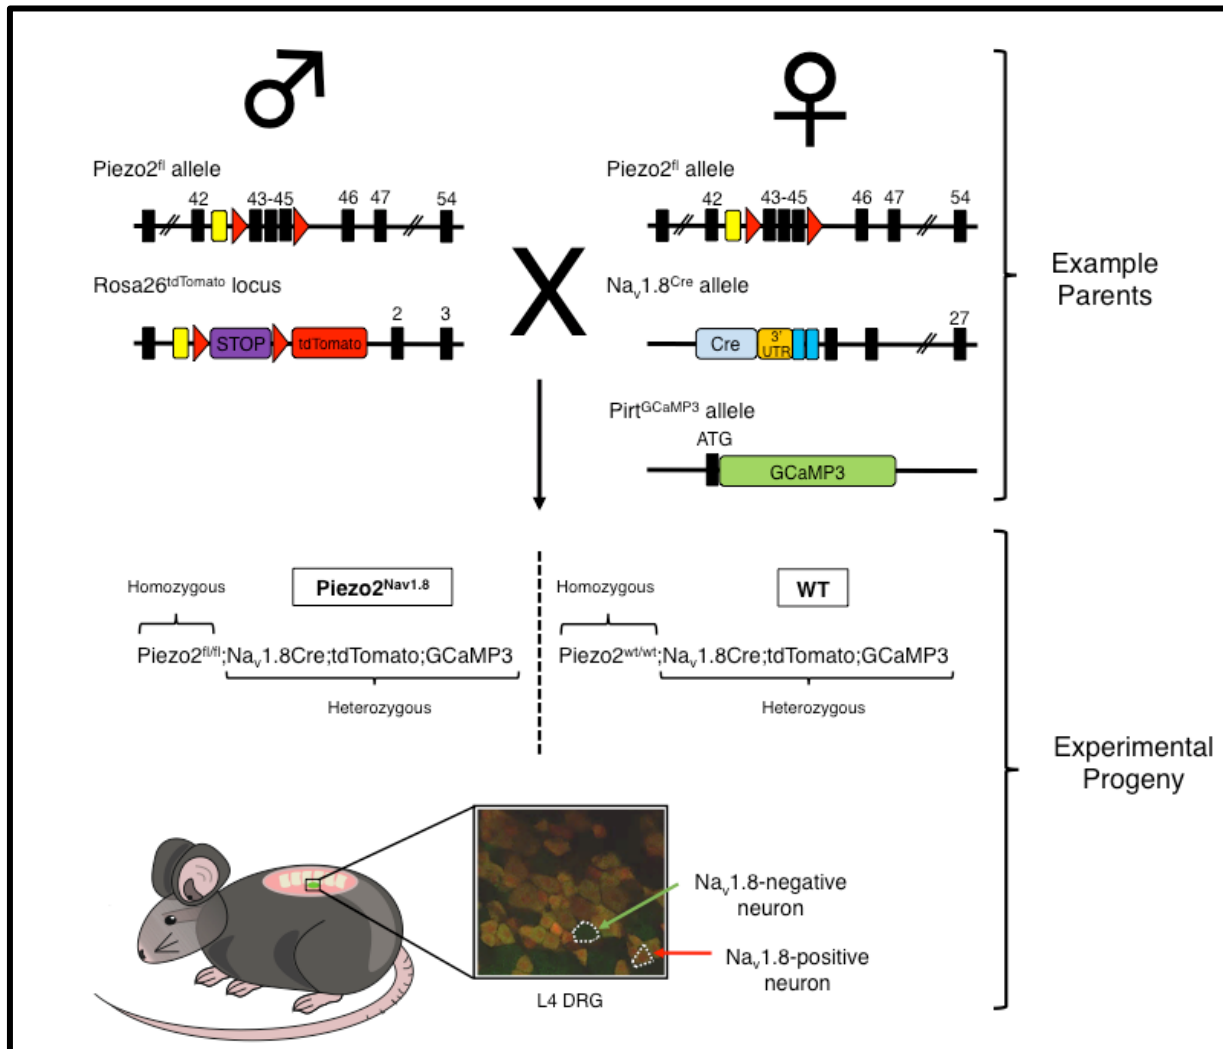 Piezo2fl allele
42 43-45 46 47 54
Rosa26tdTomato locus
2 3
STOP tdTomato
X
Piezo2fl allele
42 43-45 46 47 54
Nav1.8Cre allele
27
Cre 3' UTR
PirtGCaMP3 allele
ATG
GCaMP3
Example
Parents
Homozygous
Piezo2Nav1.8
Piezo2fl/fl;Nav1.8Cre;tdTomato;GCaMP3
Heterozygous
Homozygous
WT
Piezo2wt/wt;Nav1.8Cre;tdTomato;GCaMP3
Heterozygous
Experimental
Progeny
Nav1.8-negative
neuron
Nav1.8-positive
neuron
L4 DRG